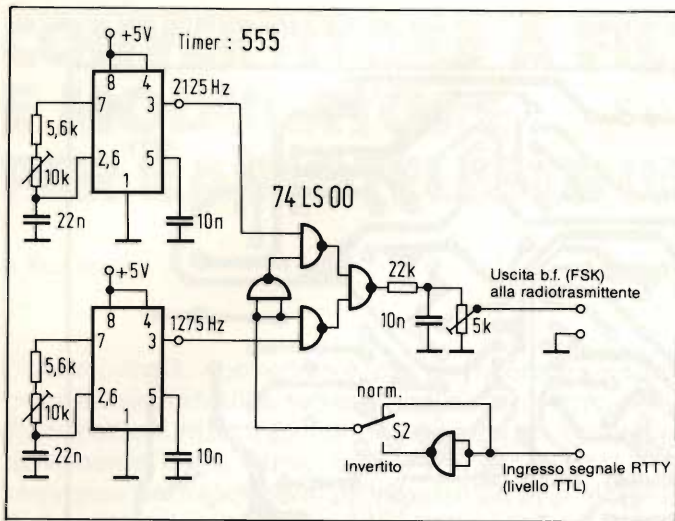 +5V
Timer : 555
8
4
7
3
2125 Hz
5,6k
10k
2,6
5
1
22n
10n
74 LS 00
+5V
8
4
7
3
1275 Hz
5,6k
10k
2,6
5
1
22n
10n
22k
10n
5k
Uscita b.f. (FSK)
alla radiotrasmittente
norm.
S2
Invertito
Ingresso segnale RTTY
(livello TTL)